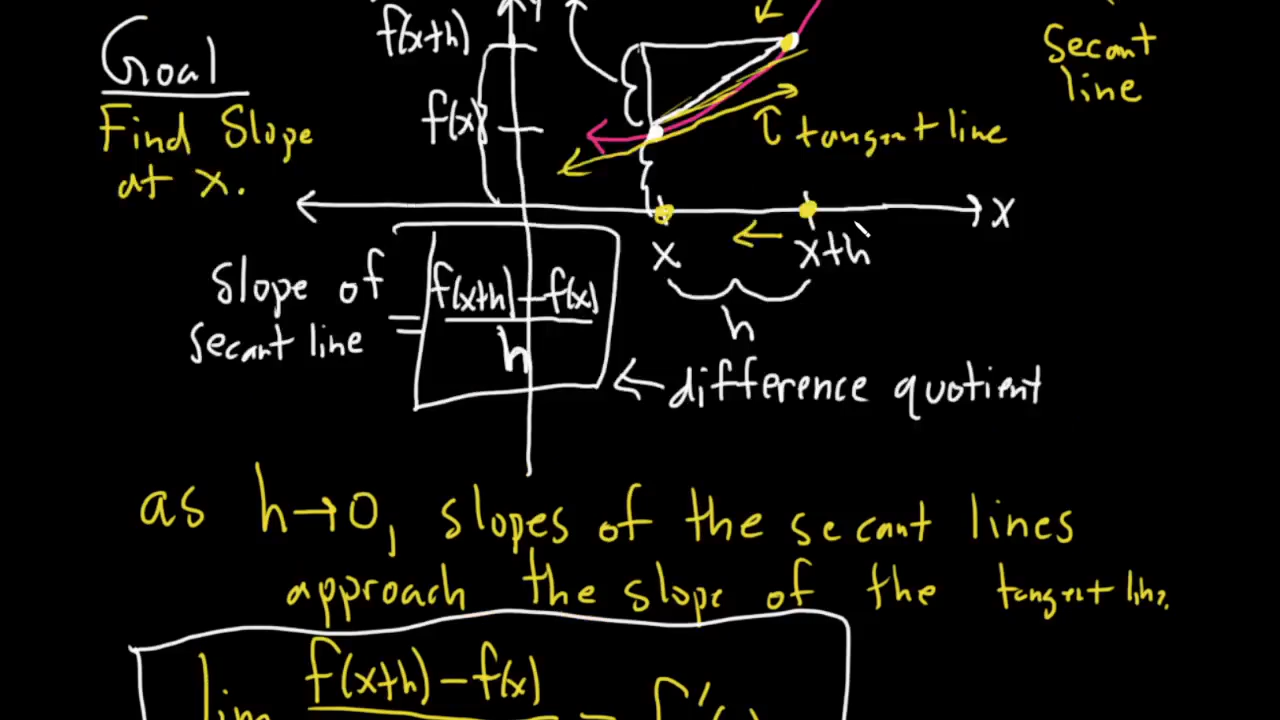 f(x+h)
y
Goal
Find Slope
at x.
f(x)
Secant
line
tangent line
x
x
x+h
h
Slope of
secant line
= f(x+h) - f(x)
h
← difference quotient
as h→0, slopes of the secant lines
approach the slope of the tangent line.
lim f(x+h) - f(x) = f'(x)